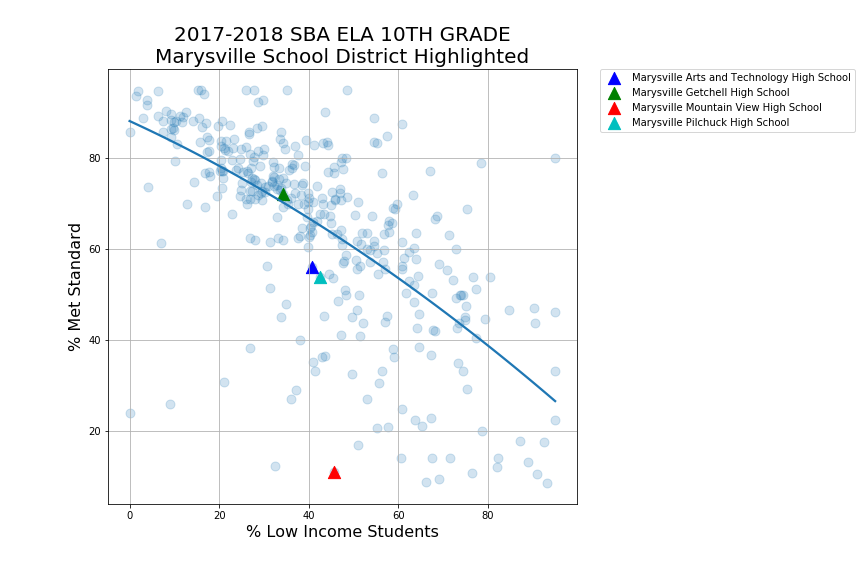 2017-2018 SBA ELA 10TH GRADE
Marysville School District Highlighted
Marysville Arts and Technology High School
Marysville Getchell High School
Marysville Mountain View High School
Marysville Pilchuck High School
80
60
40
20
% Met Standard
0 20 40 60 80
% Low Income Students